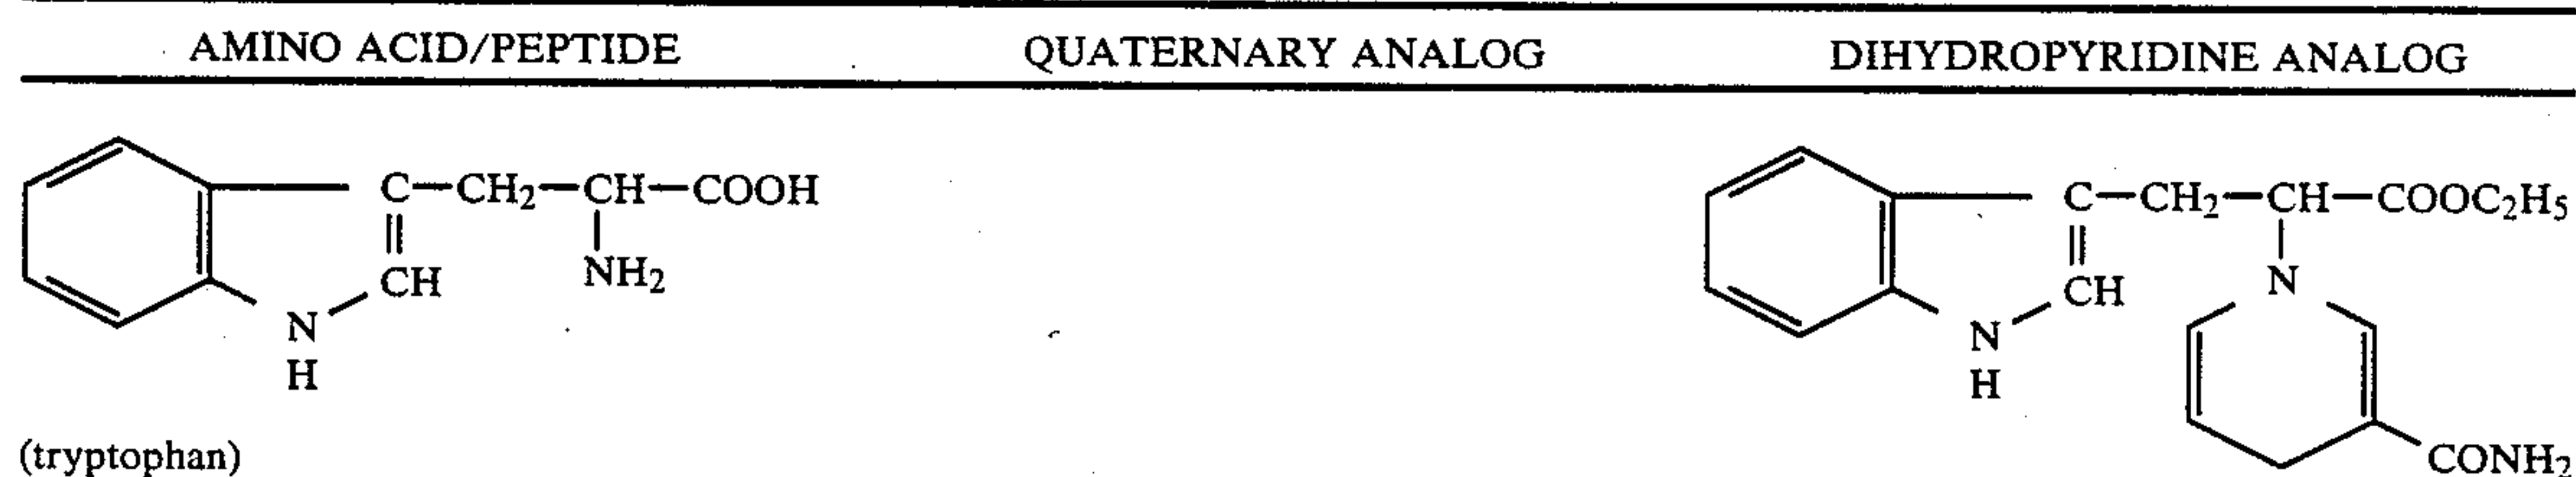 AMINO ACID/PEPTIDE QUATERNARY ANALOG DIHYDROPYRIDINE ANALOG
C—CH₂—CH—COOH C—CH₂—CH—COOC₂H₅
CH NH₂ CH N
N N
H H
(tryptophan) CONH₂